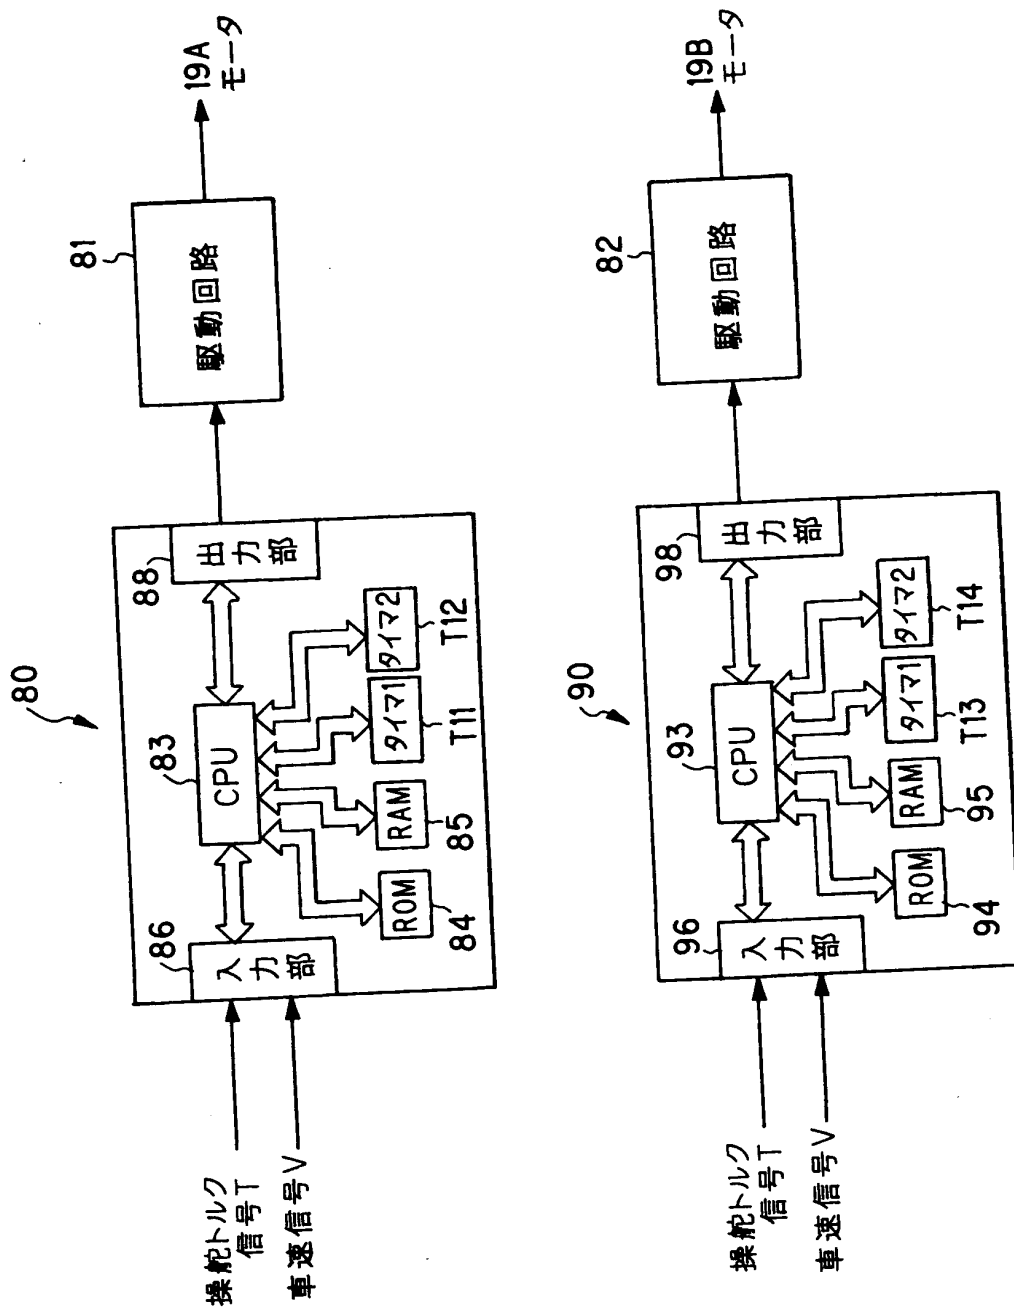 80
操舵トルク
信号T
車速信号V
86
入力部
83
CPU
88
出力部
ROM
84
RAM
85
タイマ1
T11
タイマ2
T12
81
駆動回路
19A
モータ
90
操舵トルク
信号T
車速信号V
96
入力部
93
CPU
98
出力部
ROM
94
RAM
95
タイマ1
T13
タイマ2
T14
82
駆動回路
19B
モータ